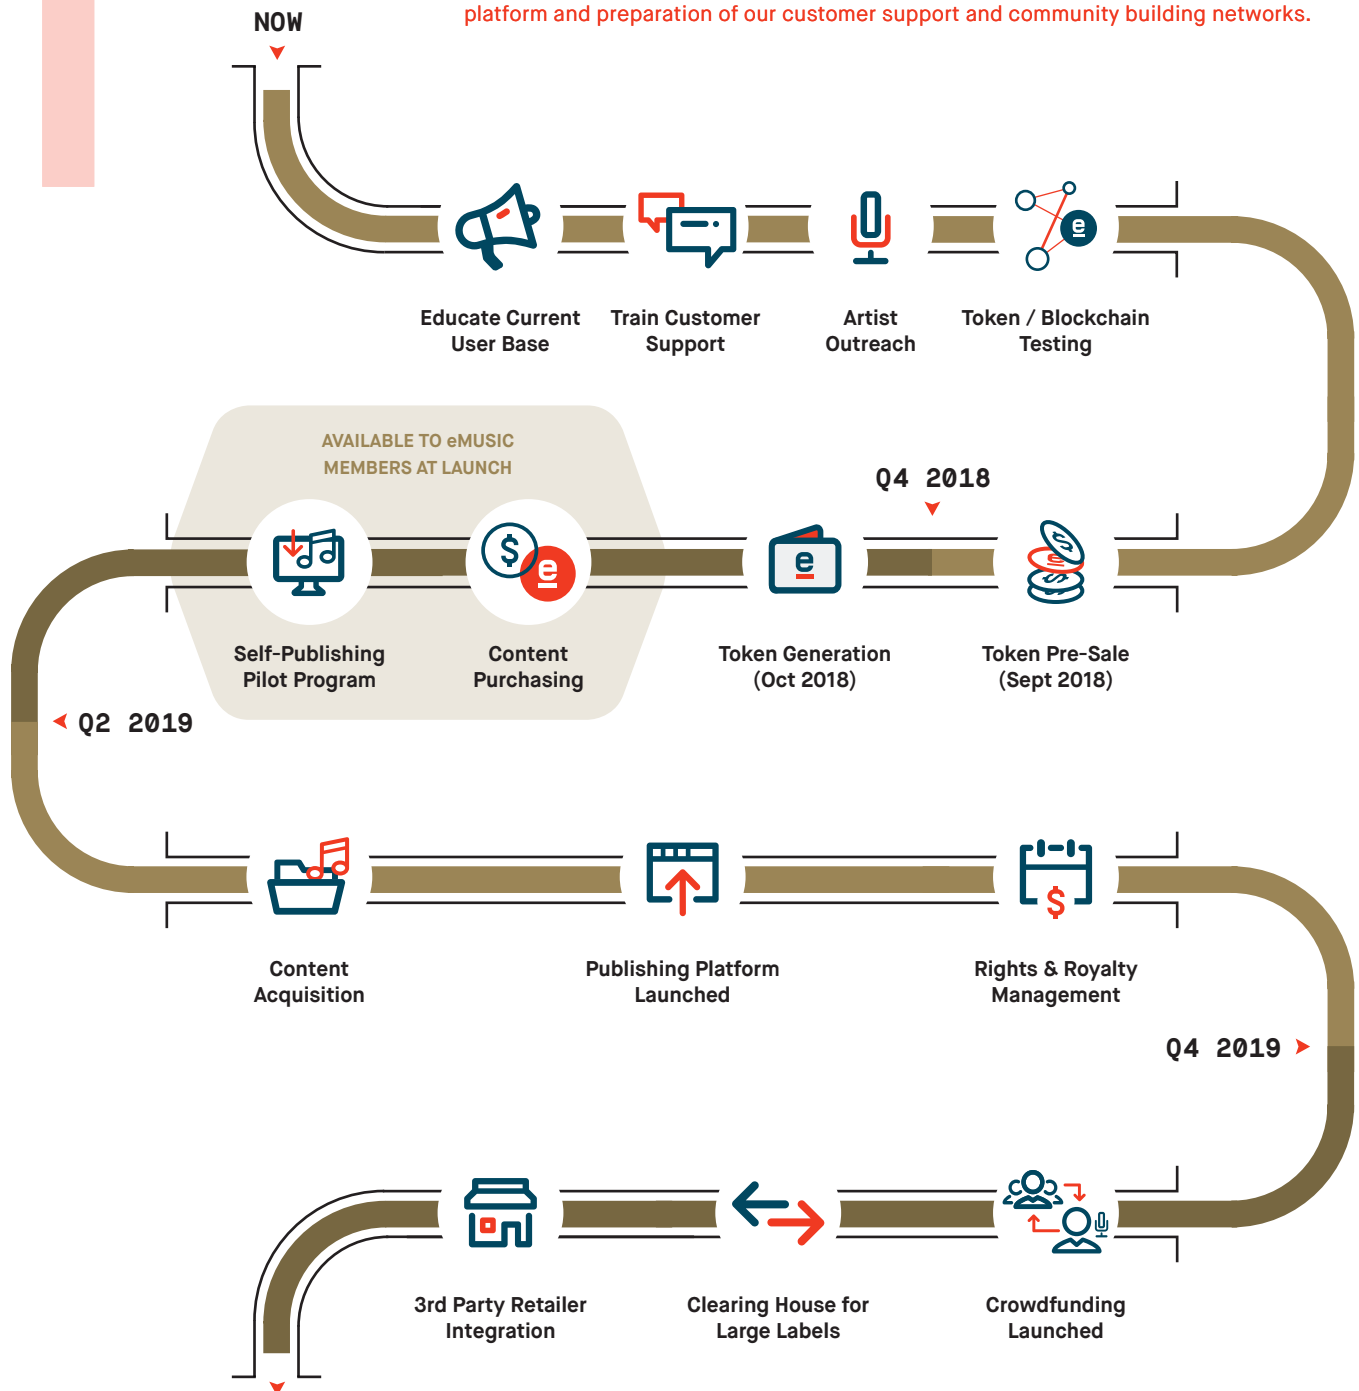 platform and preparation of our customer support and community building networks.
NOW
Educate Current
User Base
Train Customer
Support
Artist
Outreach
Token / Blockchain
Testing
e
AVAILABLE TO eMUSIC
MEMBERS AT LAUNCH
Q4 2018
$
e
e
$
e
$
Self-Publishing
Pilot Program
Content
Purchasing
Token Generation
(Oct 2018)
Token Pre-Sale
(Sept 2018)
Q2 2019
$
Content
Acquisition
Publishing Platform
Launched
Rights & Royalty
Management
Q4 2019
3rd Party Retailer
Integration
Clearing House for
Large Labels
Crowdfunding
Launched